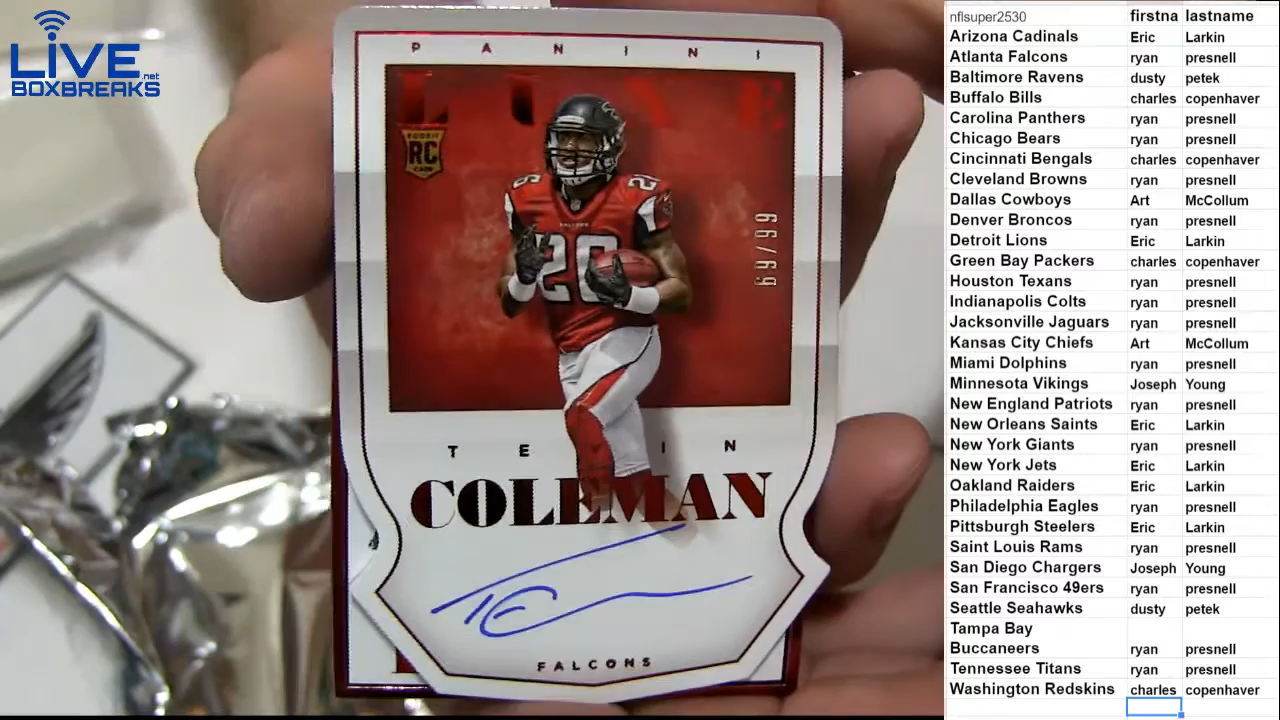 LIVE.net
BOXBREAKS
PANINI
LUXE
ROOKIE
RC
CARD
69/99
26
TEVIN
COLEMAN
TC
FALCONS
nflsuper2530 firstna lastname
Arizona Cadinals Eric Larkin
Atlanta Falcons ryan presnell
Baltimore Ravens dusty petek
Buffalo Bills charles copenhaver
Carolina Panthers ryan presnell
Chicago Bears ryan presnell
Cincinnati Bengals charles copenhaver
Cleveland Browns ryan presnell
Dallas Cowboys Art McCollum
Denver Broncos ryan presnell
Detroit Lions Eric Larkin
Green Bay Packers charles copenhaver
Houston Texans ryan presnell
Indianapolis Colts ryan presnell
Jacksonville Jaguars ryan presnell
Kansas City Chiefs Art McCollum
Miami Dolphins ryan presnell
Minnesota Vikings Joseph Young
New England Patriots ryan presnell
New Orleans Saints Eric Larkin
New York Giants ryan presnell
New York Jets Eric Larkin
Oakland Raiders Eric Larkin
Philadelphia Eagles ryan presnell
Pittsburgh Steelers Eric Larkin
Saint Louis Rams ryan presnell
San Diego Chargers Joseph Young
San Francisco 49ers ryan presnell
Seattle Seahawks dusty petek
Tampa Bay
Buccaneers ryan presnell
Tennessee Titans ryan presnell
Washington Redskins charles copenhaver